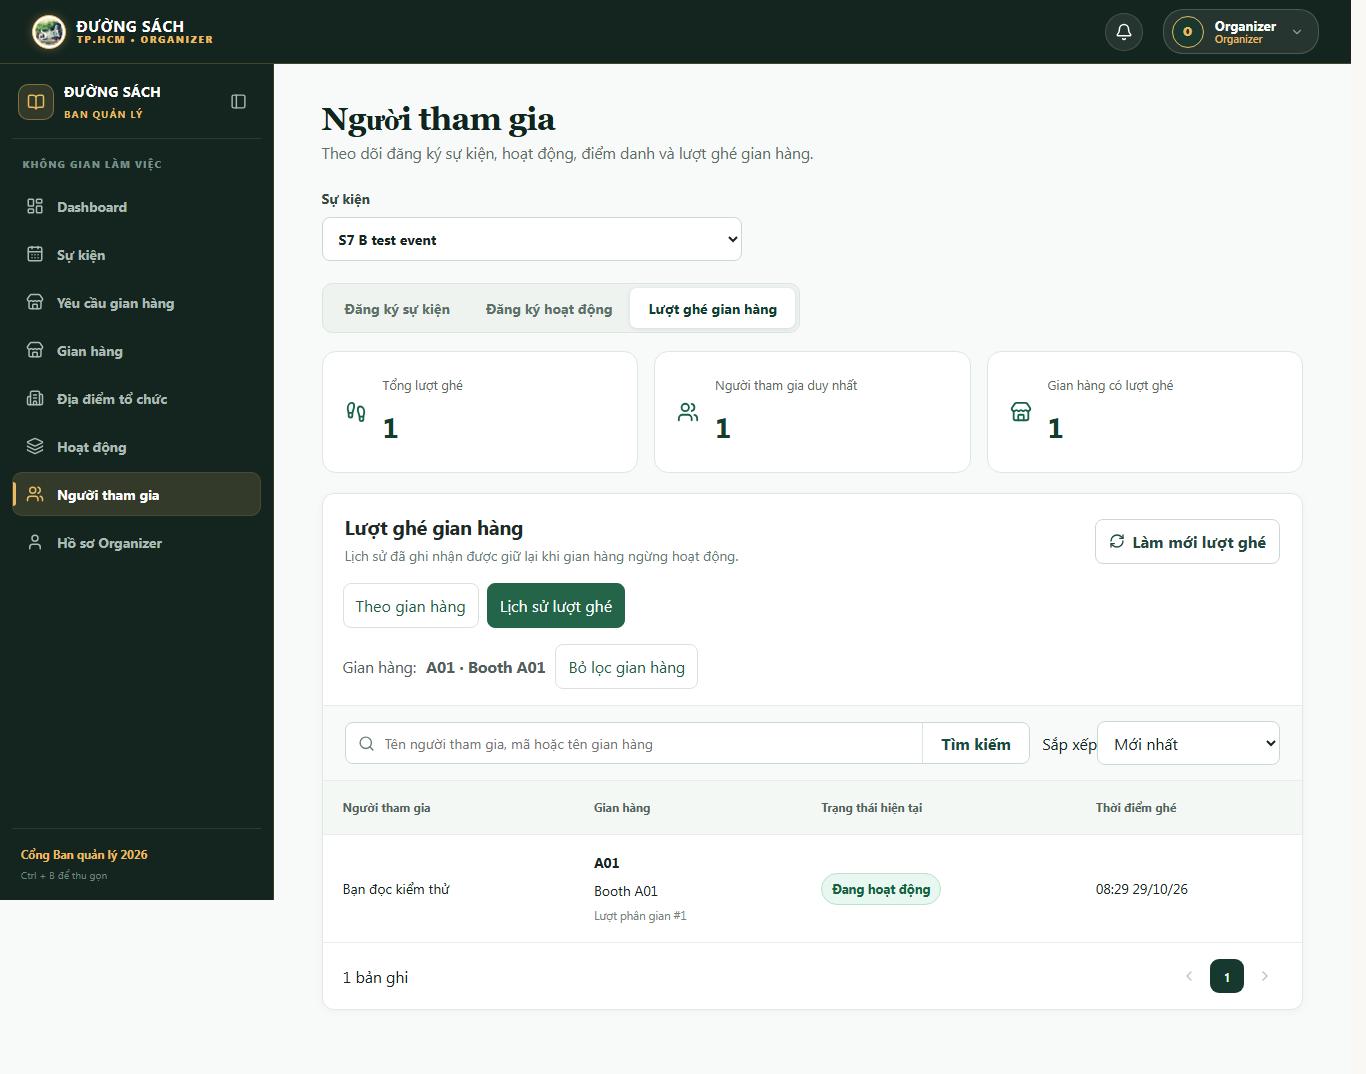 ĐƯỜNG SÁCH
TP.HCM • ORGANIZER
O
Organizer
Organizer
ĐƯỜNG SÁCH
BAN QUẢN LÝ
KHÔNG GIAN LÀM VIỆC
Dashboard
Sự kiện
Yêu cầu gian hàng
Gian hàng
Địa điểm tổ chức
Hoạt động
Người tham gia
Hồ sơ Organizer
Cổng Ban quản lý 2026
Ctrl + B để thu gọn
Người tham gia
Theo dõi đăng ký sự kiện, hoạt động, điểm danh và lượt ghé gian hàng.
Sự kiện
S7 B test event
Đăng ký sự kiện Đăng ký hoạt động Lượt ghé gian hàng
Tổng lượt ghé
1
Người tham gia duy nhất
1
Gian hàng có lượt ghé
1
Lượt ghé gian hàng
Lịch sử đã ghi nhận được giữ lại khi gian hàng ngừng hoạt động.
Làm mới lượt ghé
Theo gian hàng Lịch sử lượt ghé
Gian hàng: A01 · Booth A01 Bỏ lọc gian hàng
Tên người tham gia, mã hoặc tên gian hàng Tìm kiếm Sắp xếp Mới nhất
Người tham gia Gian hàng Trạng thái hiện tại Thời điểm ghé
Bạn đọc kiểm thử
A01
Booth A01
Lượt phân gian #1
Đang hoạt động
08:29 29/10/26
1 bản ghi
1